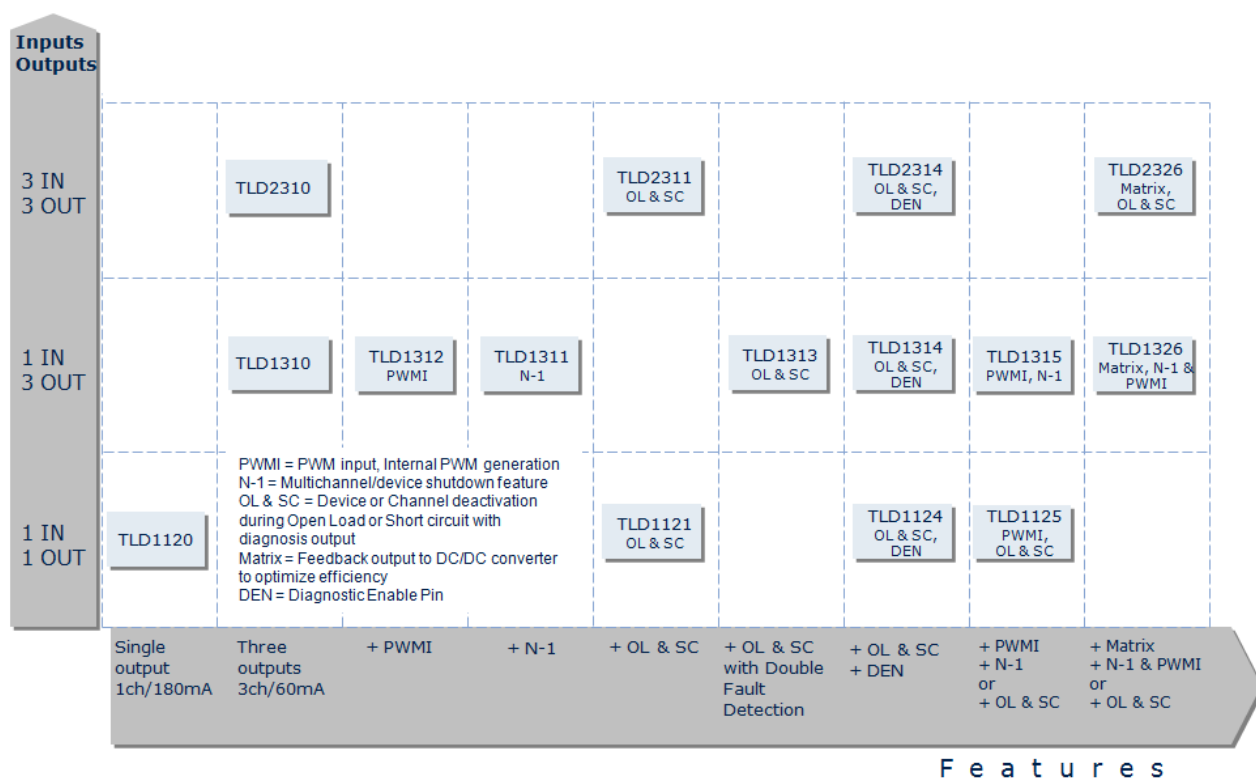 Inputs
Outputs
3 IN
3 OUT
TLD2310
TLD2311
OL & SC
TLD2314
OL & SC,
DEN
TLD2326
Matrix,
OL & SC
1 IN
3 OUT
TLD1310
TLD1312
PWMI
TLD1311
N-1
TLD1313
OL & SC
TLD1314
OL & SC,
DEN
TLD1315
PWMI, N-1
TLD1326
Matrix, N-1 &
PWMI
PWMI = PWM input, Internal PWM generation
N-1 = Multichannel/device shutdown feature
OL & SC = Device or Channel deactivation
during Open Load or Short circuit with
diagnosis output
Matrix = Feedback output to DC/DC converter
to optimize efficiency
DEN = Diagnostic Enable Pin
1 IN
1 OUT
TLD1120
TLD1121
OL & SC
TLD1124
OL & SC,
DEN
TLD1125
PWMI,
OL & SC
Single
output
1ch/180mA
Three
outputs
3ch/60mA
+ PWMI
+ N-1
+ OL & SC
+ OL & SC
with Double
Fault
Detection
+ OL & SC
+ DEN
+ PWMI
+ N-1
or
+ OL & SC
+ Matrix
+ N-1 & PWMI
or
+ OL & SC
Features